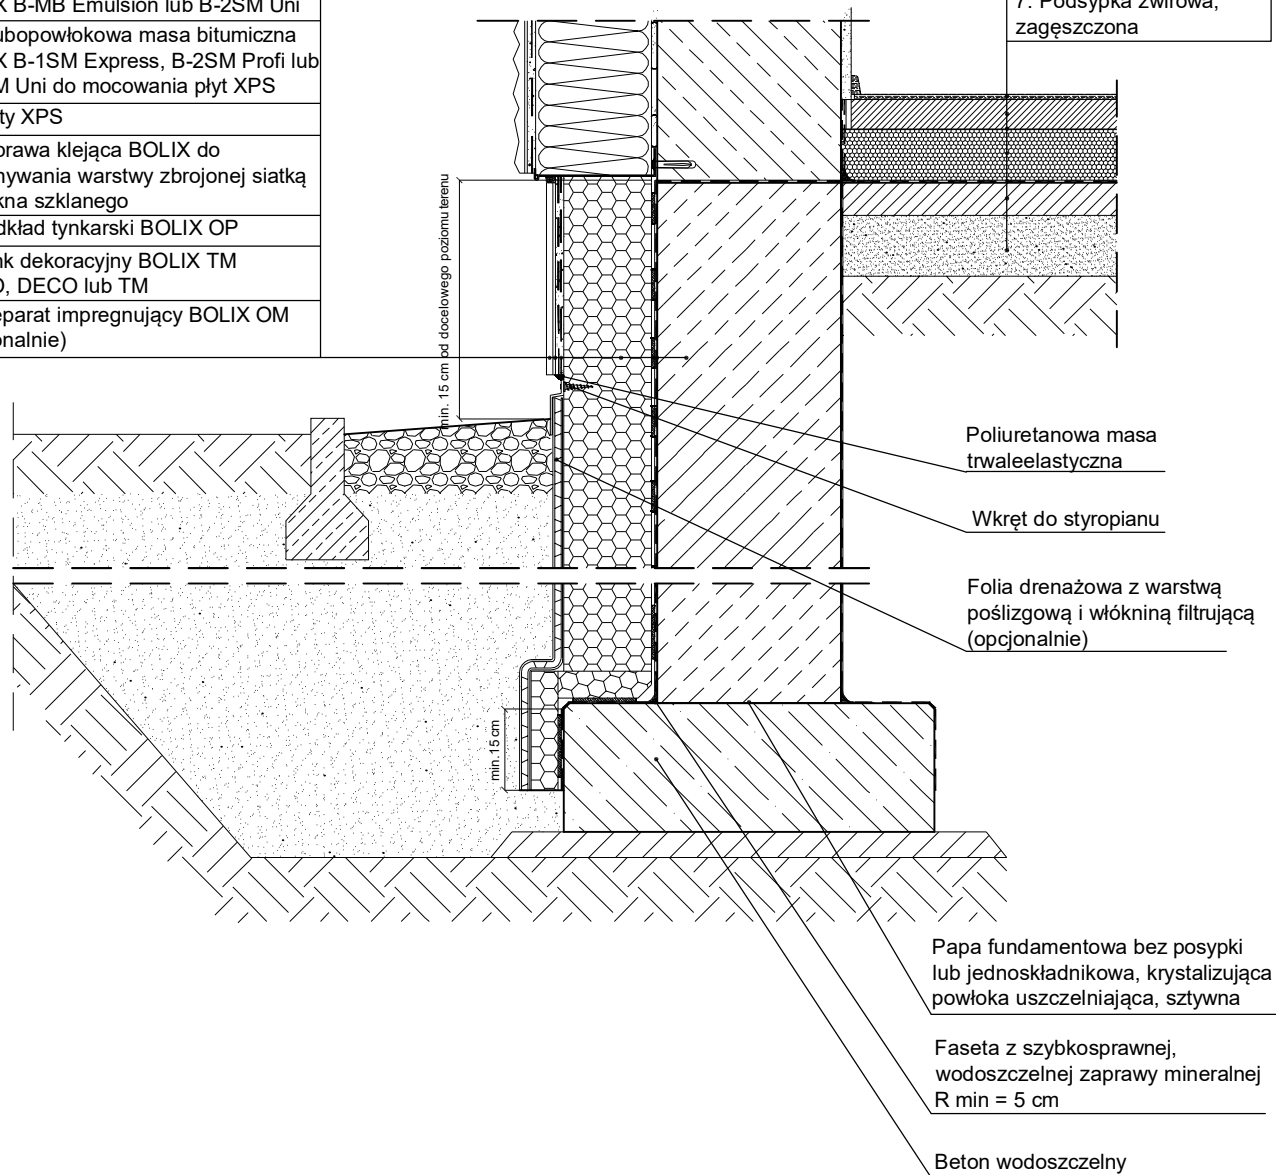 X B-MB Emulsion lub B-2SM Uni
ubopowłokowa masa bitumiczna
X B-1SM Express, B-2SM Profi lub
M Uni do mocowania płyt XPS
ty XPS
prawa klejąca BOLIX do
nywania warstwy zbrojonej siatką
kna szklanego
dkład tynkarski BOLIX OP
nk dekoracyjny BOLIX TM
O, DECO lub TM
eparat impregnujący BOLIX OM
onalnie)
7. Podsypka żwirowa,
zagęszczona
min. 15 cm od docelowego poziomu terenu
Poliuretanowa masa
trwaleelastyczna
Wkręt do styropianu
Folia drenażowa z warstwą
poślizgową i włókniną filtrującą
(opcjonalnie)
min. 15 cm
Papa fundamentowa bez posypki
lub jednoskładnikowa, krystalizująca
powłoka uszczelniająca, sztywna
Faseta z szybkosprawnej,
wodoszczelnej zaprawy mineralnej
R min = 5 cm
Beton wodoszczelny